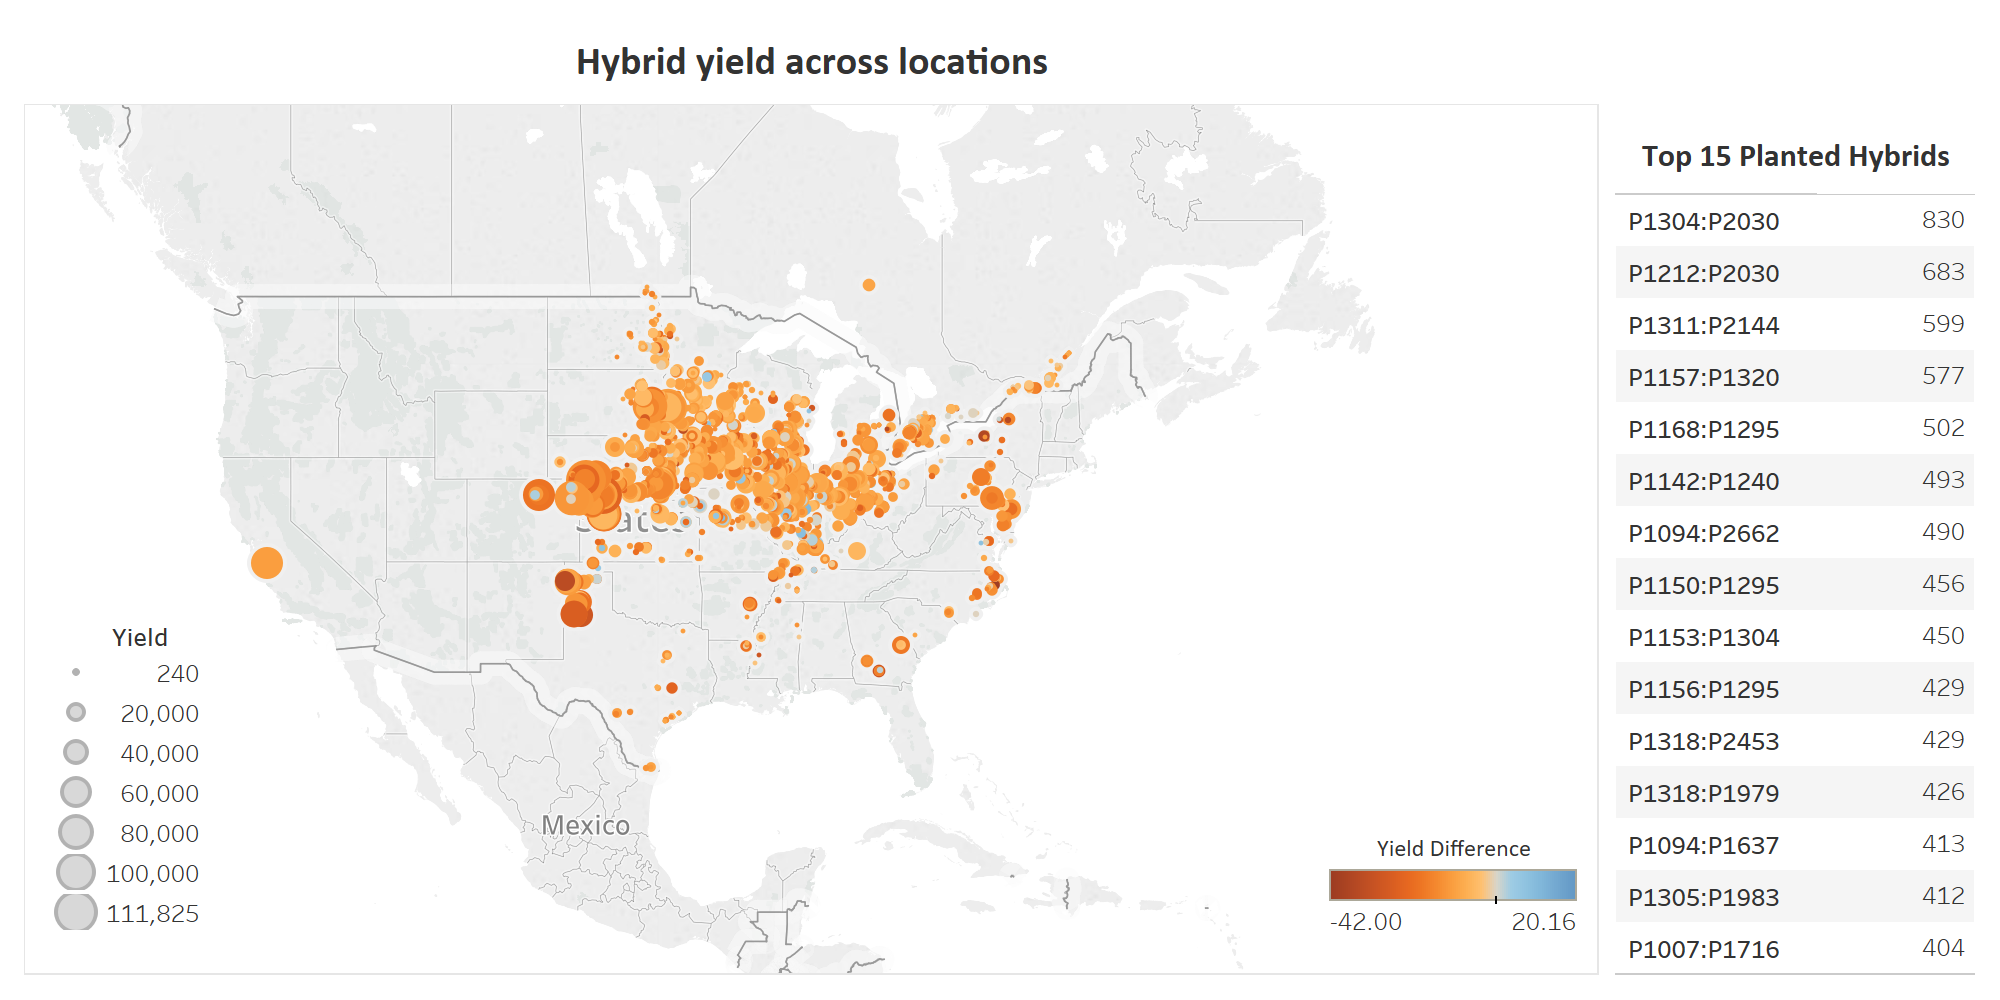 Hybrid yield across locations
Mexico
Yield
240
20,000
40,000
60,000
80,000
100,000
111,825
Yield Difference
-42.00 20.16
Top 15 Planted Hybrids
P1304:P2030 830
P1212:P2030 683
P1311:P2144 599
P1157:P1320 577
P1168:P1295 502
P1142:P1240 493
P1094:P2662 490
P1150:P1295 456
P1153:P1304 450
P1156:P1295 429
P1318:P2453 429
P1318:P1979 426
P1094:P1637 413
P1305:P1983 412
P1007:P1716 404